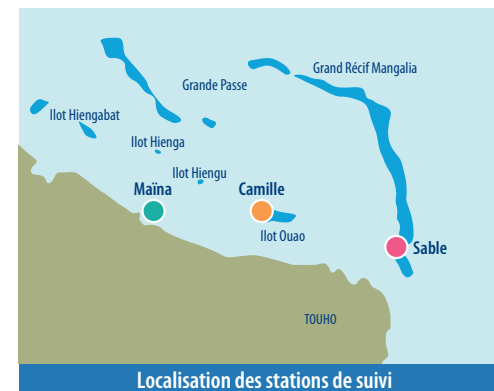 Grand Récif Mangalia
Grande Passe
Ilot Hiengabat
Ilot Hienga
Ilot Hiengu
Maïna
Camille
Ilot Ouao
Sable
TOUHO
Localisation des stations de suivi